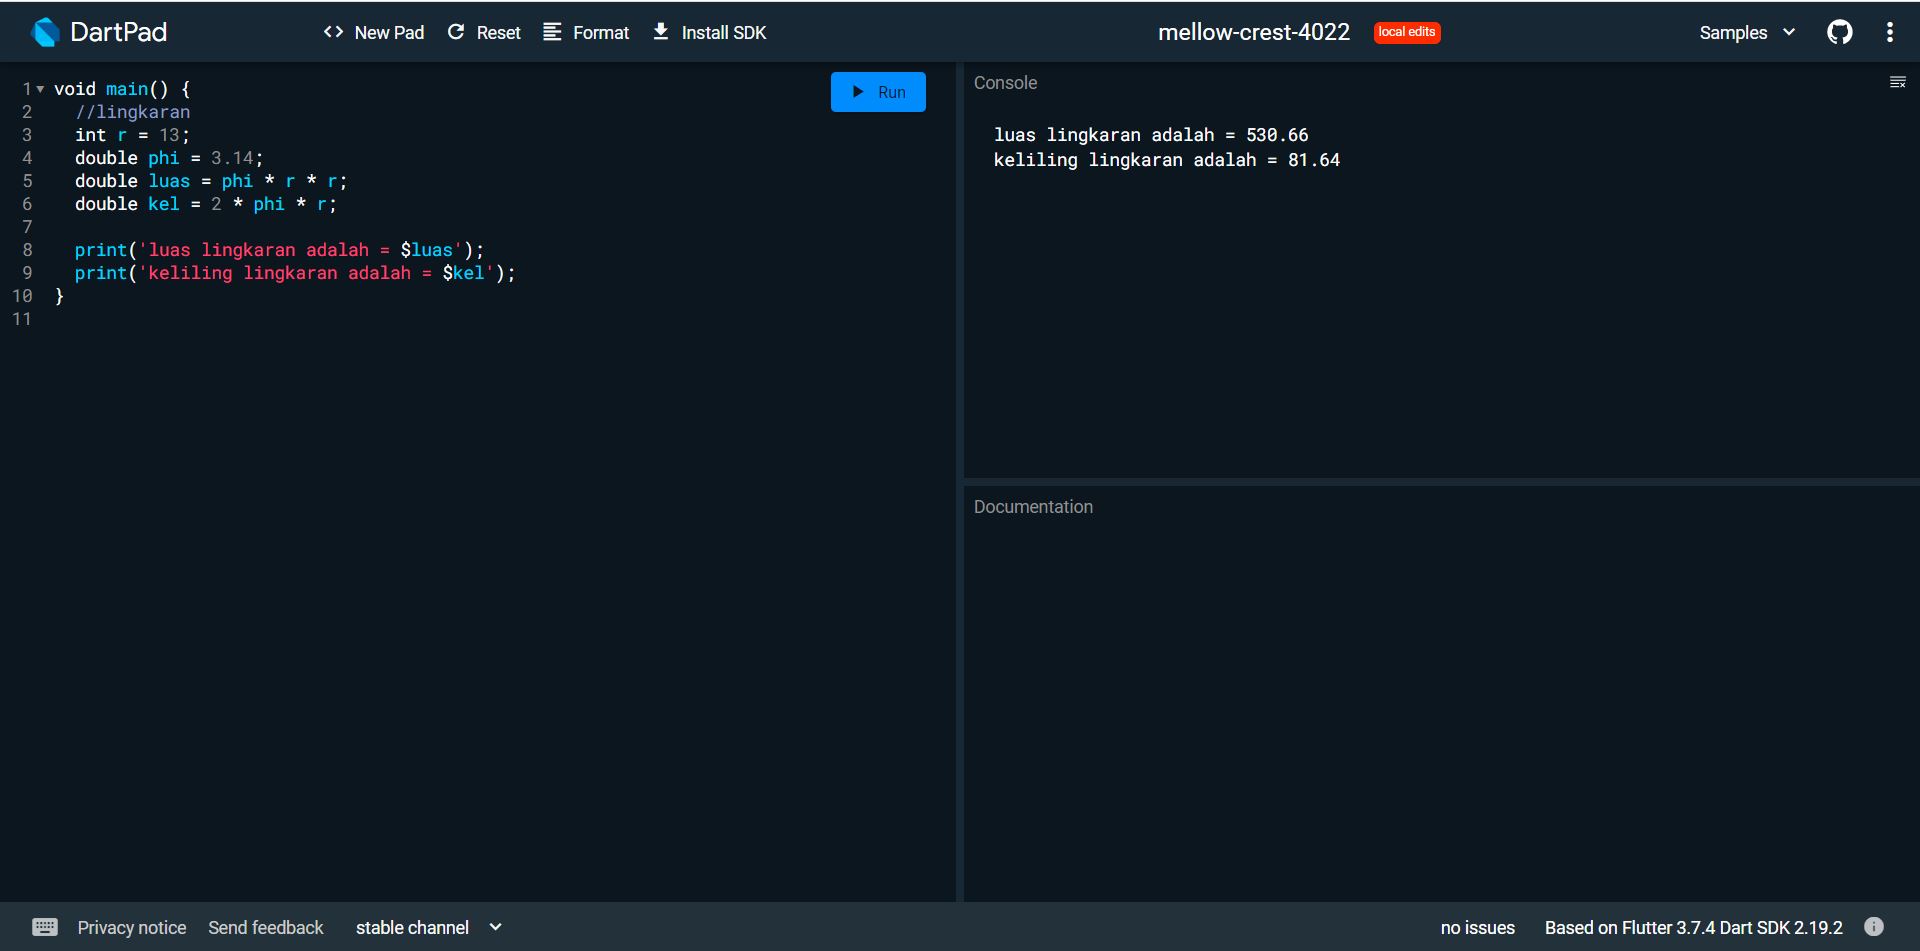 DartPad
<> New Pad Reset Format Install SDK
mellow-crest-4022 local edits
Samples
1 void main() {
2   //lingkaran
3   int r = 13;
4   double phi = 3.14;
5   double luas = phi * r * r;
6   double kel = 2 * phi * r;
7
8   print('luas lingkaran adalah = $luas');
9   print('keliling lingkaran adalah = $kel');
10 }
11
Run
Console
luas lingkaran adalah = 530.66
keliling lingkaran adalah = 81.64
Documentation
Privacy notice Send feedback stable channel
no issues Based on Flutter 3.7.4 Dart SDK 2.19.2